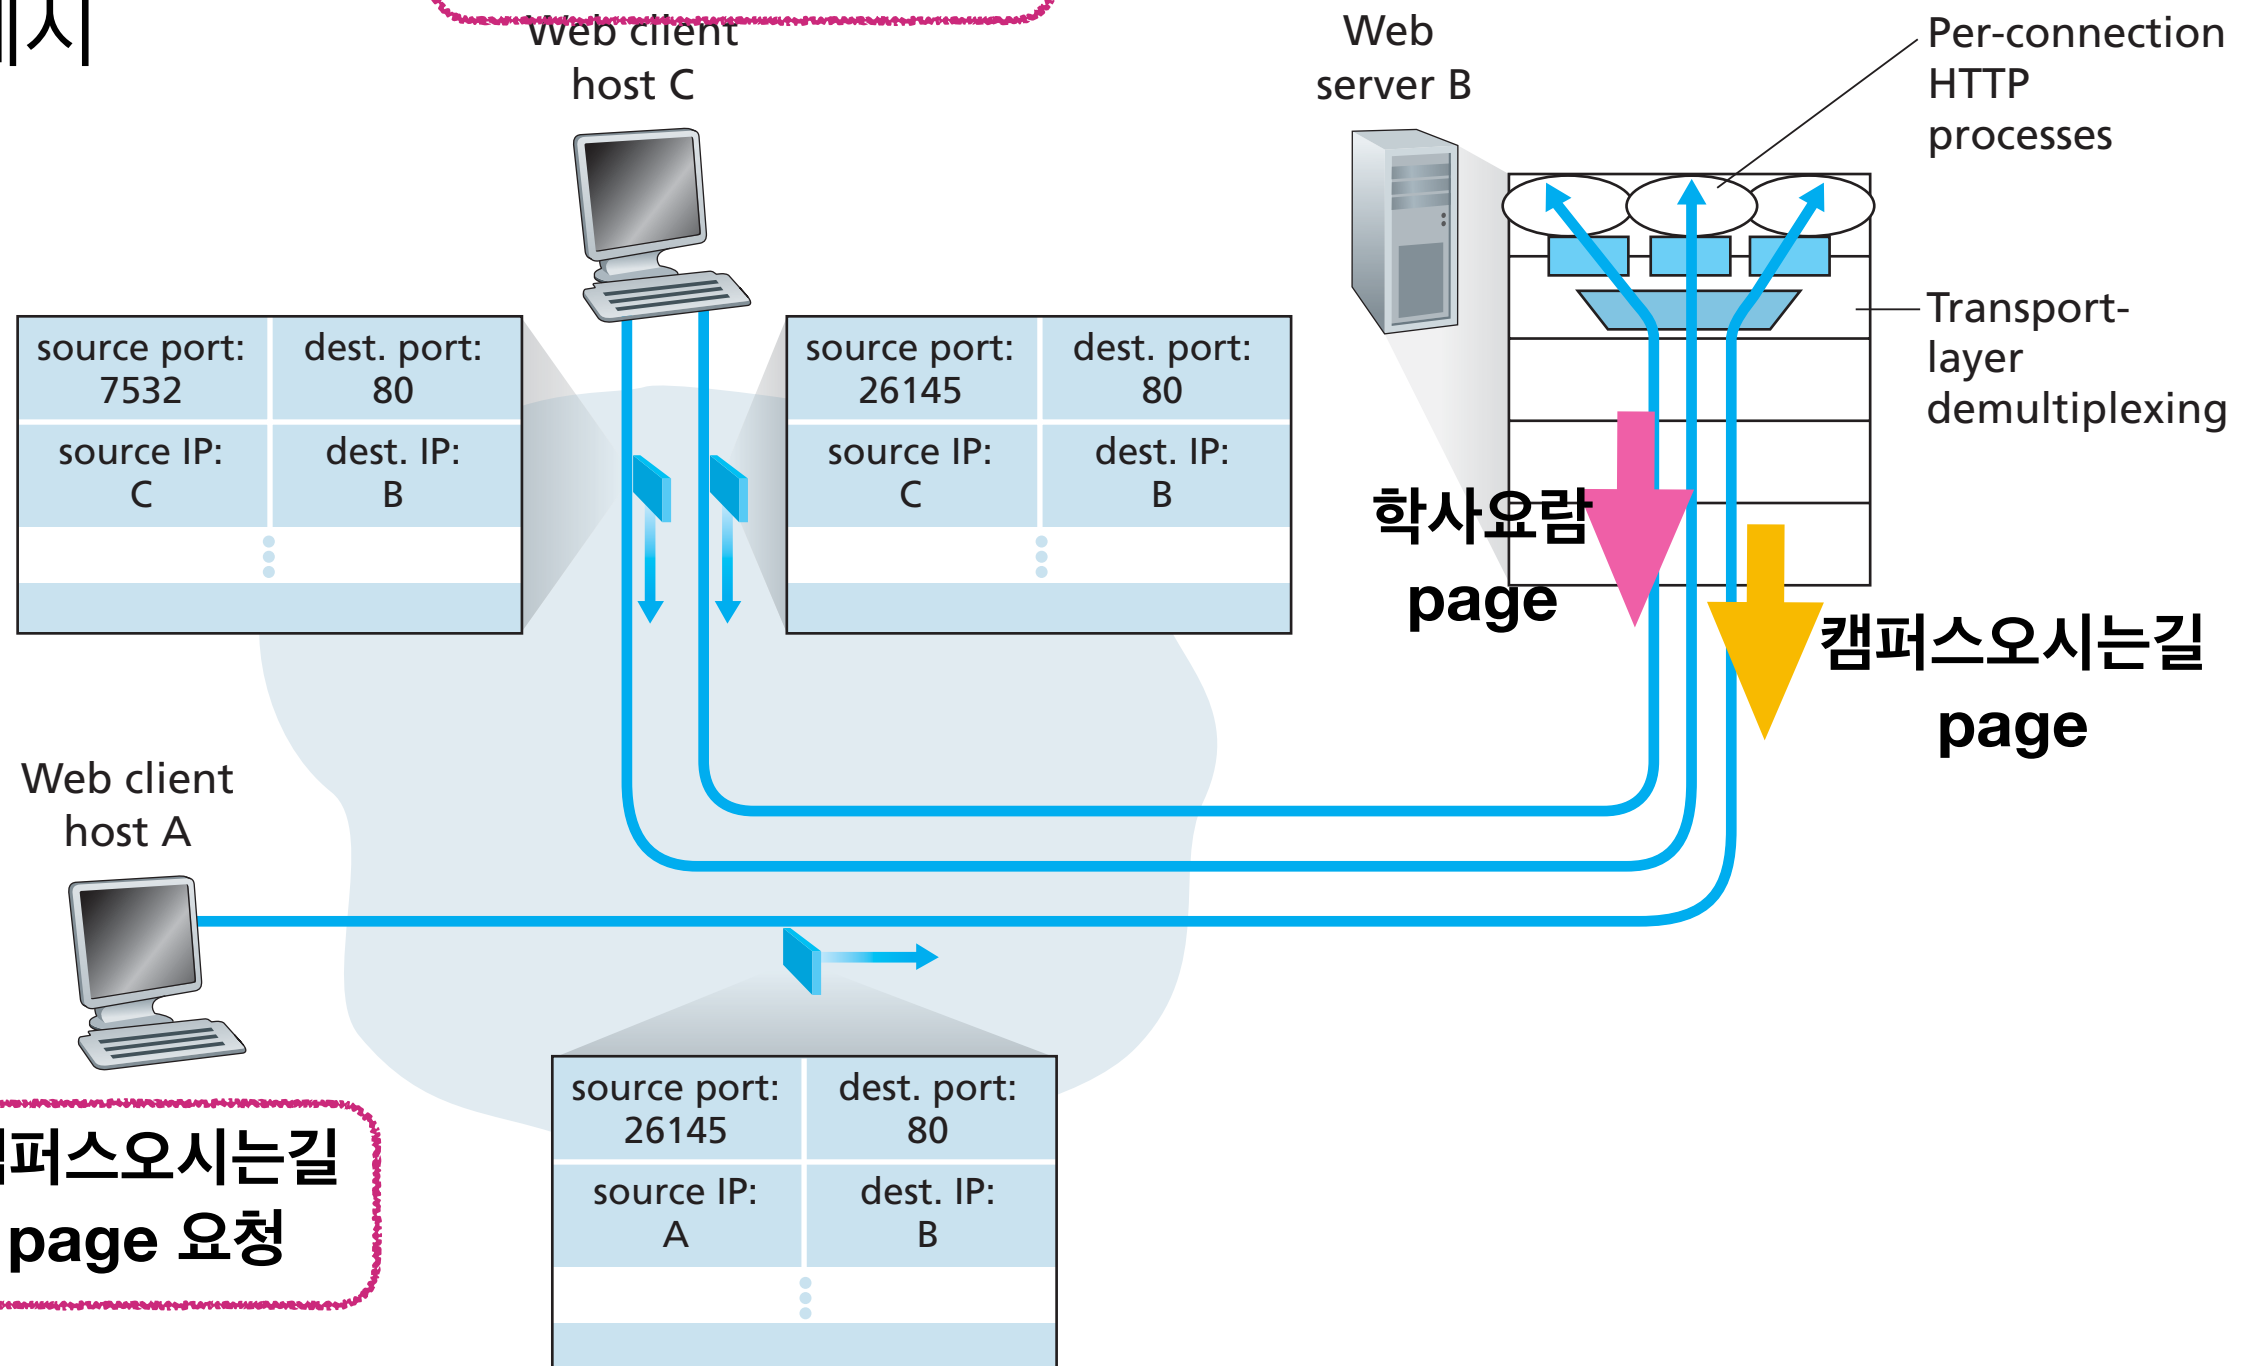 Web client
host C
Web
server B
Per-connection
HTTP
processes
source port:
7532
dest. port:
80
source IP:
C
dest. IP:
B
source port:
26145
dest. port:
80
source IP:
C
dest. IP:
B
Transport-
layer
demultiplexing
학사요람
page
캠퍼스오시는길
page
Web client
host A
page 요청
source port:
26145
dest. port:
80
source IP:
A
dest. IP:
B